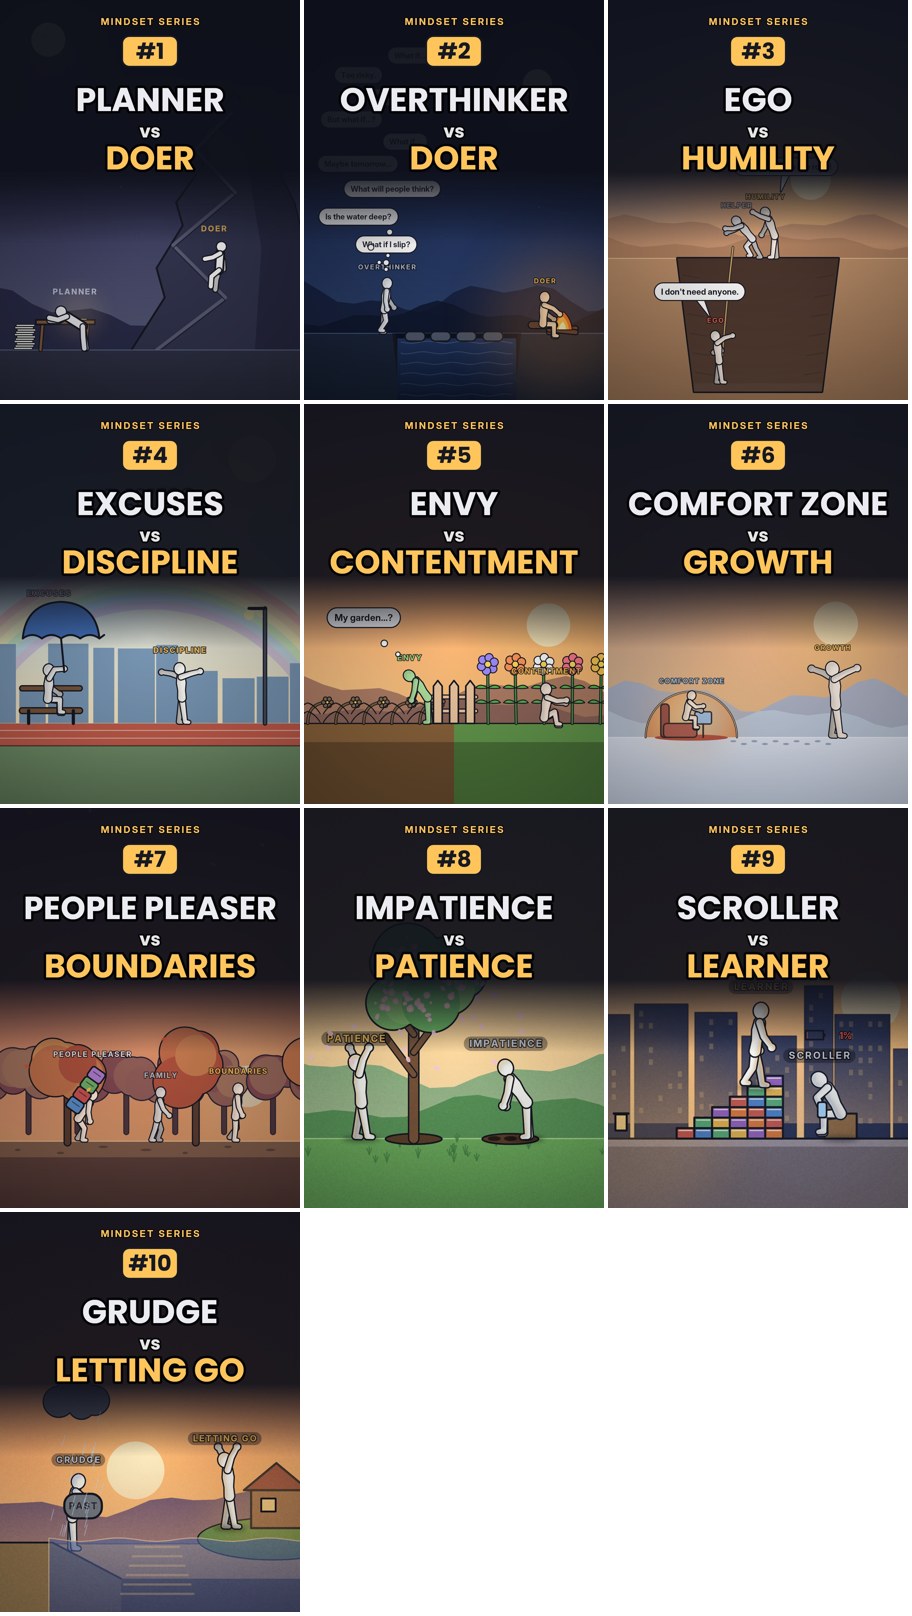 MINDSET SERIES
#1
PLANNER
VS
DOER
DOER
PLANNER
MINDSET SERIES
#2
OVERTHINKER
VS
DOER
What will people think?
Is the water deep?
What if I slip?
OVERTHINKER
DOER
MINDSET SERIES
#3
EGO
VS
HUMILITY
HUMILITY
HELPER
I don't need anyone.
EGO
MINDSET SERIES
#4
EXCUSES
VS
DISCIPLINE
EXCUSES
DISCIPLINE
MINDSET SERIES
#5
ENVY
VS
CONTENTMENT
My garden...?
ENVY
CONTENTMENT
MINDSET SERIES
#6
COMFORT ZONE
VS
GROWTH
GROWTH
COMFORT ZONE
MINDSET SERIES
#7
PEOPLE PLEASER
VS
BOUNDARIES
PEOPLE PLEASER
FAMILY
BOUNDARIES
MINDSET SERIES
#8
IMPATIENCE
VS
PATIENCE
PATIENCE
IMPATIENCE
MINDSET SERIES
#9
SCROLLER
VS
LEARNER
LEARNER
1%
SCROLLER
MINDSET SERIES
#10
GRUDGE
VS
LETTING GO
LETTING GO
GRUDGE
PAST